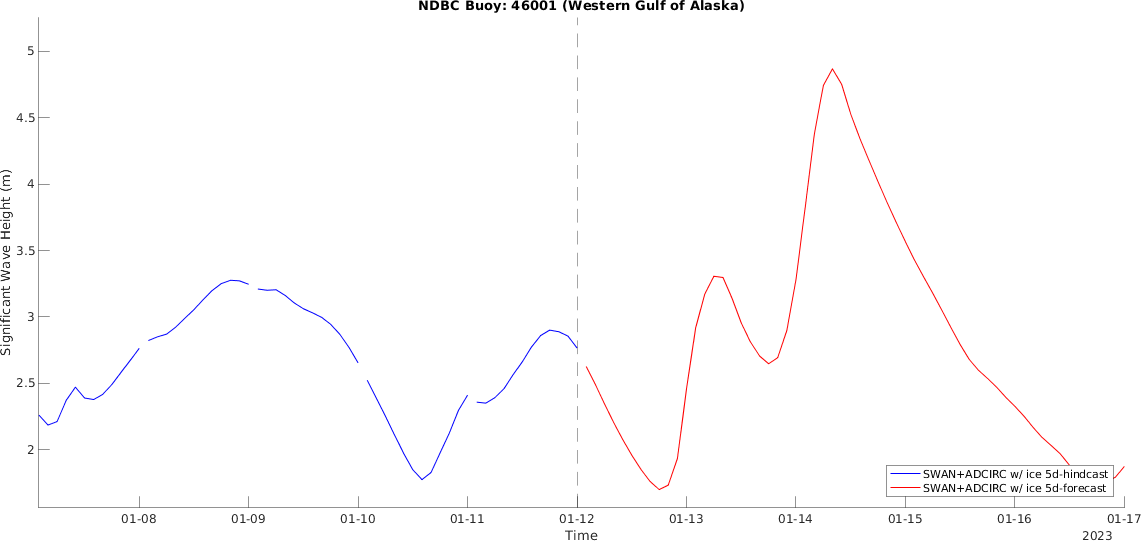 NDBC Buoy: 46001 (Western Gulf of Alaska)
Significant Wave Height (m)
5
4.5
4
3.5
3
2.5
2
SWAN+ADCIRC w/ ice 5d-hindcast
SWAN+ADCIRC w/ ice 5d-forecast
01-08 01-09 01-10 01-11 01-12 01-13 01-14 01-15 01-16 01-17
Time
2023